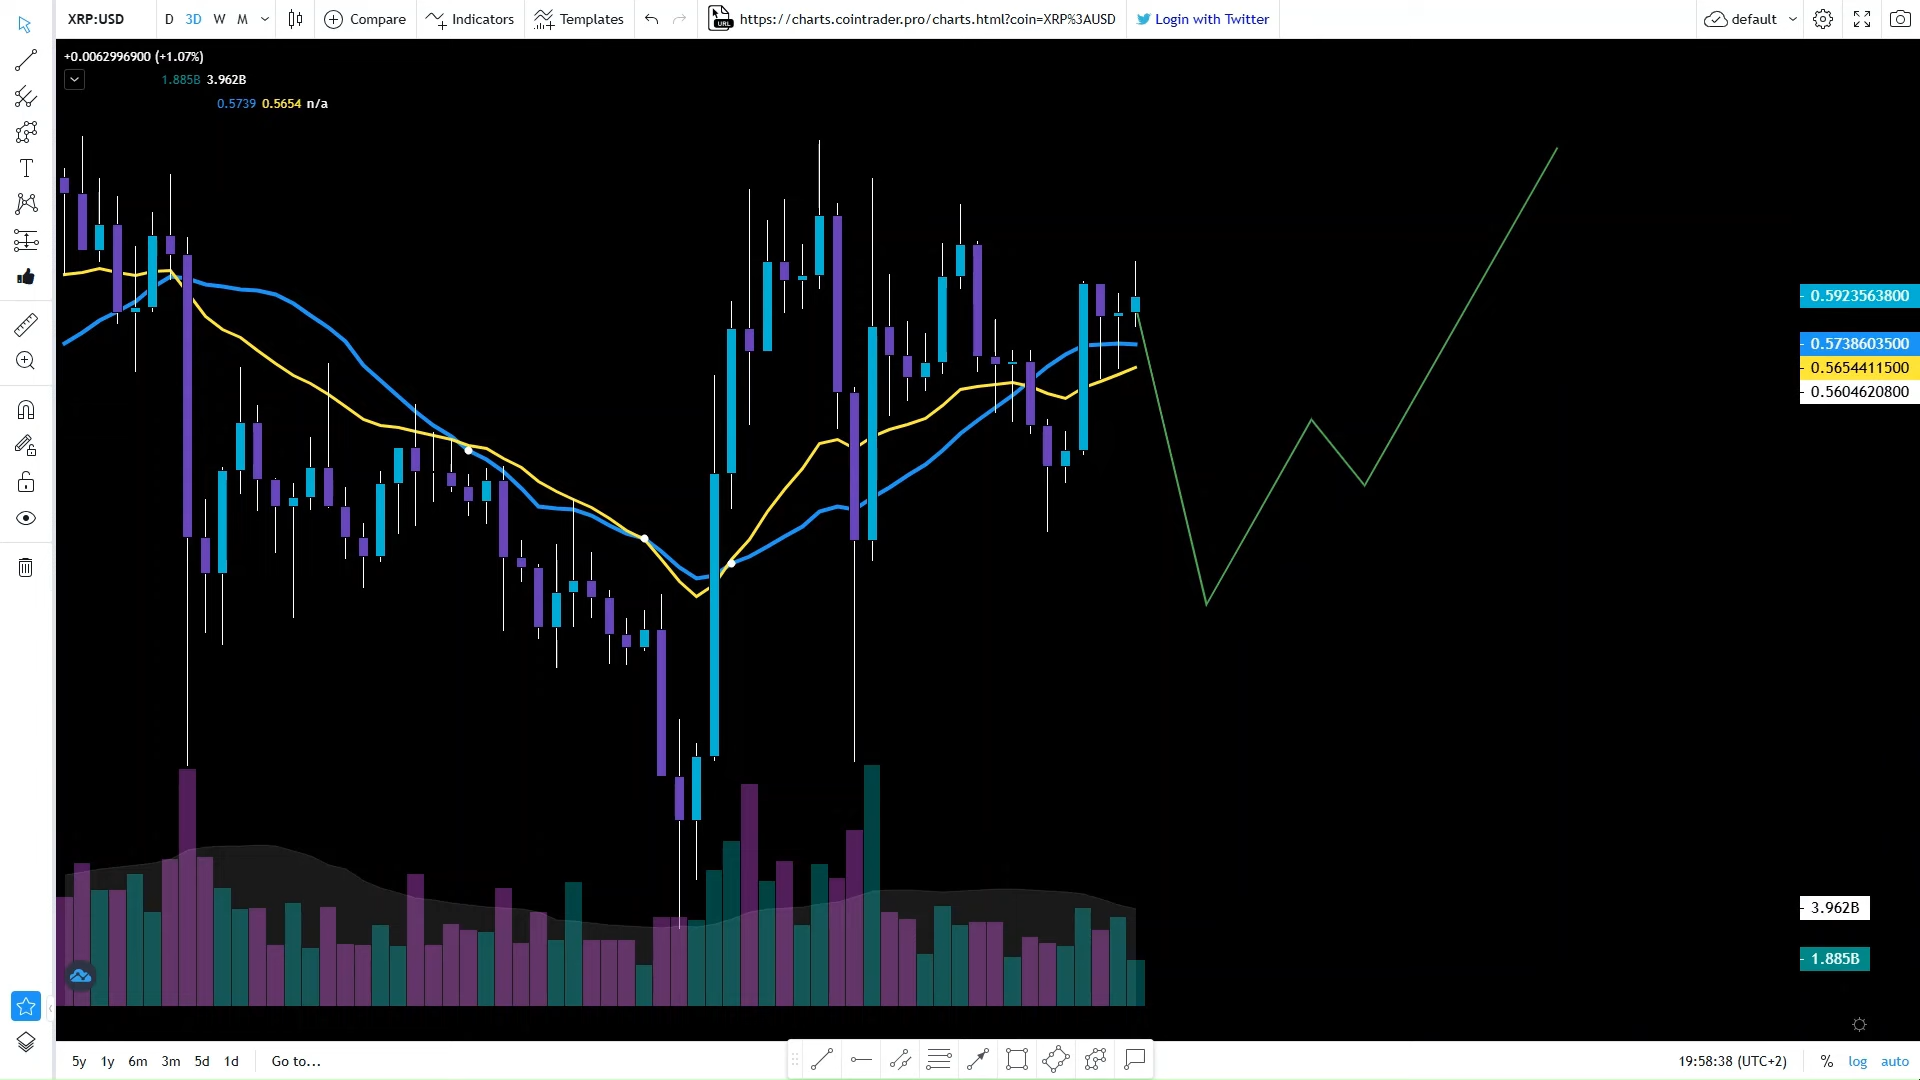 XRP:USD D 3D W M Compare Indicators Templates URL https://charts.cointrader.pro/charts.html?coin=XRP%3AUSD Login with Twitter default
+0.0062996900 (+1.07%)
1.885B 3.962B
0.5739 0.5654 n/a
T
0.5923563800
0.5738603500
0.5654411500
0.5604620800
3.962B
1.885B
5y 1y 6m 3m 5d 1d Go to... 19:58:38 (UTC+2) % log auto